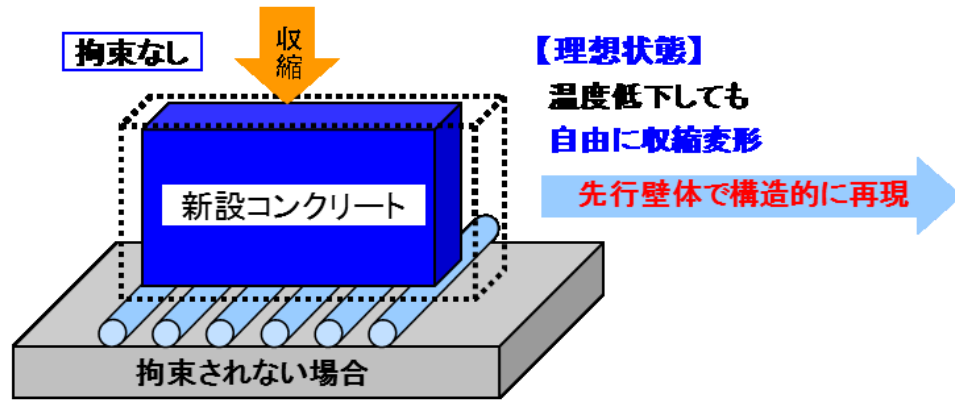 拘束なし
収
縮
【理想状態】
温度低下しても
自由に収縮変形
先行壁体で構造的に再現
新設コンクリート
拘束されない場合